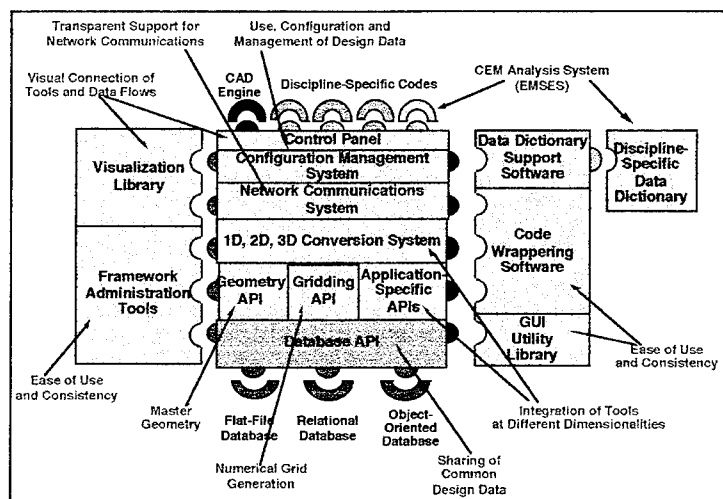 Transparent Support for
Network Communications
Use, Configuration and
Management of Design Data
Visual Connection of
Tools and Data Flows
CAD
Engine
Discipline-Specific Codes
CEM Analysis System
(EMSES)
Control Panel
Configuration Management
System
Network Communications
System
1D, 2D, 3D Conversion System
Geometry
API
Gridding
API
Application-
Specific
APIs
Database API
Visualization
Library
Framework
Administration
Tools
Data Dictionary
Support
Software
Discipline-
Specific
Data
Dictionary
Code
Wrappering
Software
GUI
Utility
Library
Ease of Use
and Consistency
Ease of Use
and Consistency
Master
Geometry
Flat-File
Database
Relational
Database
Object-
Oriented
Database
Integration of Tools
at Different Dimensionalities
Numerical Grid
Generation
Sharing of
Common
Design Data